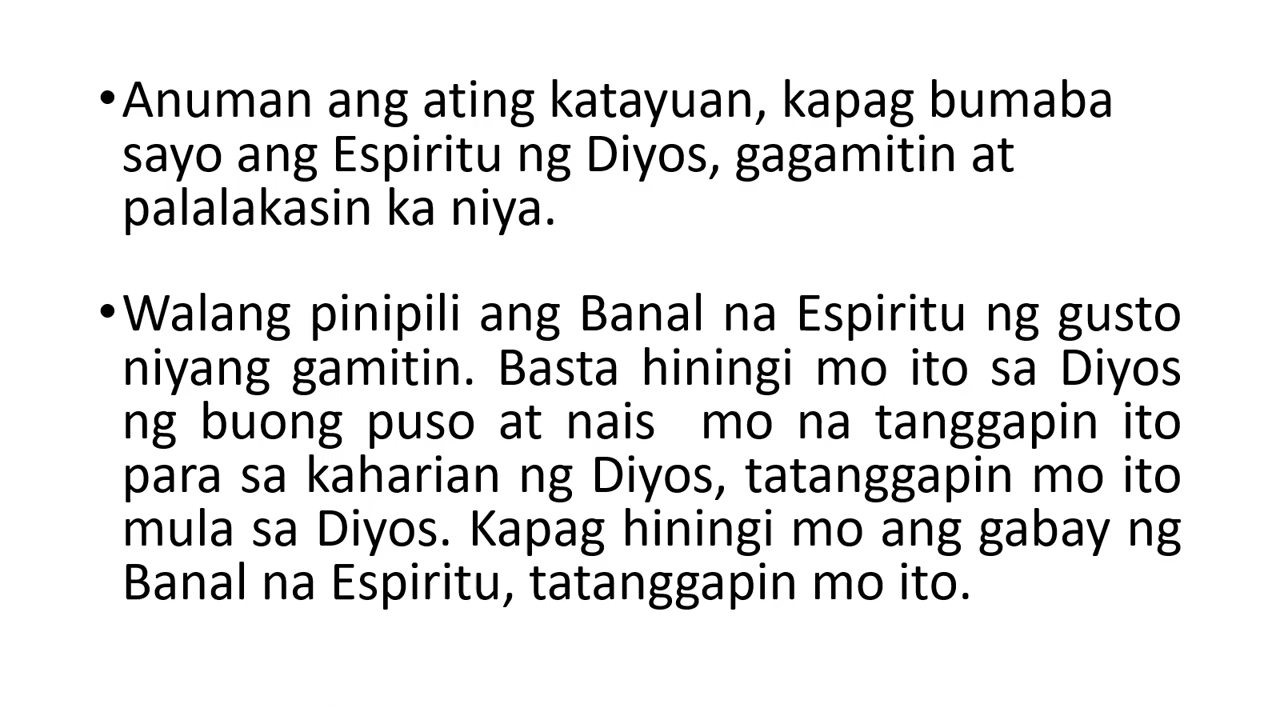 •Anuman ang ating katayuan, kapag bumaba
sayo ang Espiritu ng Diyos, gagamitin at
palalakasin ka niya.
•Walang pinipili ang Banal na Espiritu ng gusto
niyang gamitin. Basta hiningi mo ito sa Diyos
ng buong puso at nais  mo na tanggapin ito
para sa kaharian ng Diyos, tatanggapin mo ito
mula sa Diyos. Kapag hiningi mo ang gabay ng
Banal na Espiritu, tatanggapin mo ito.